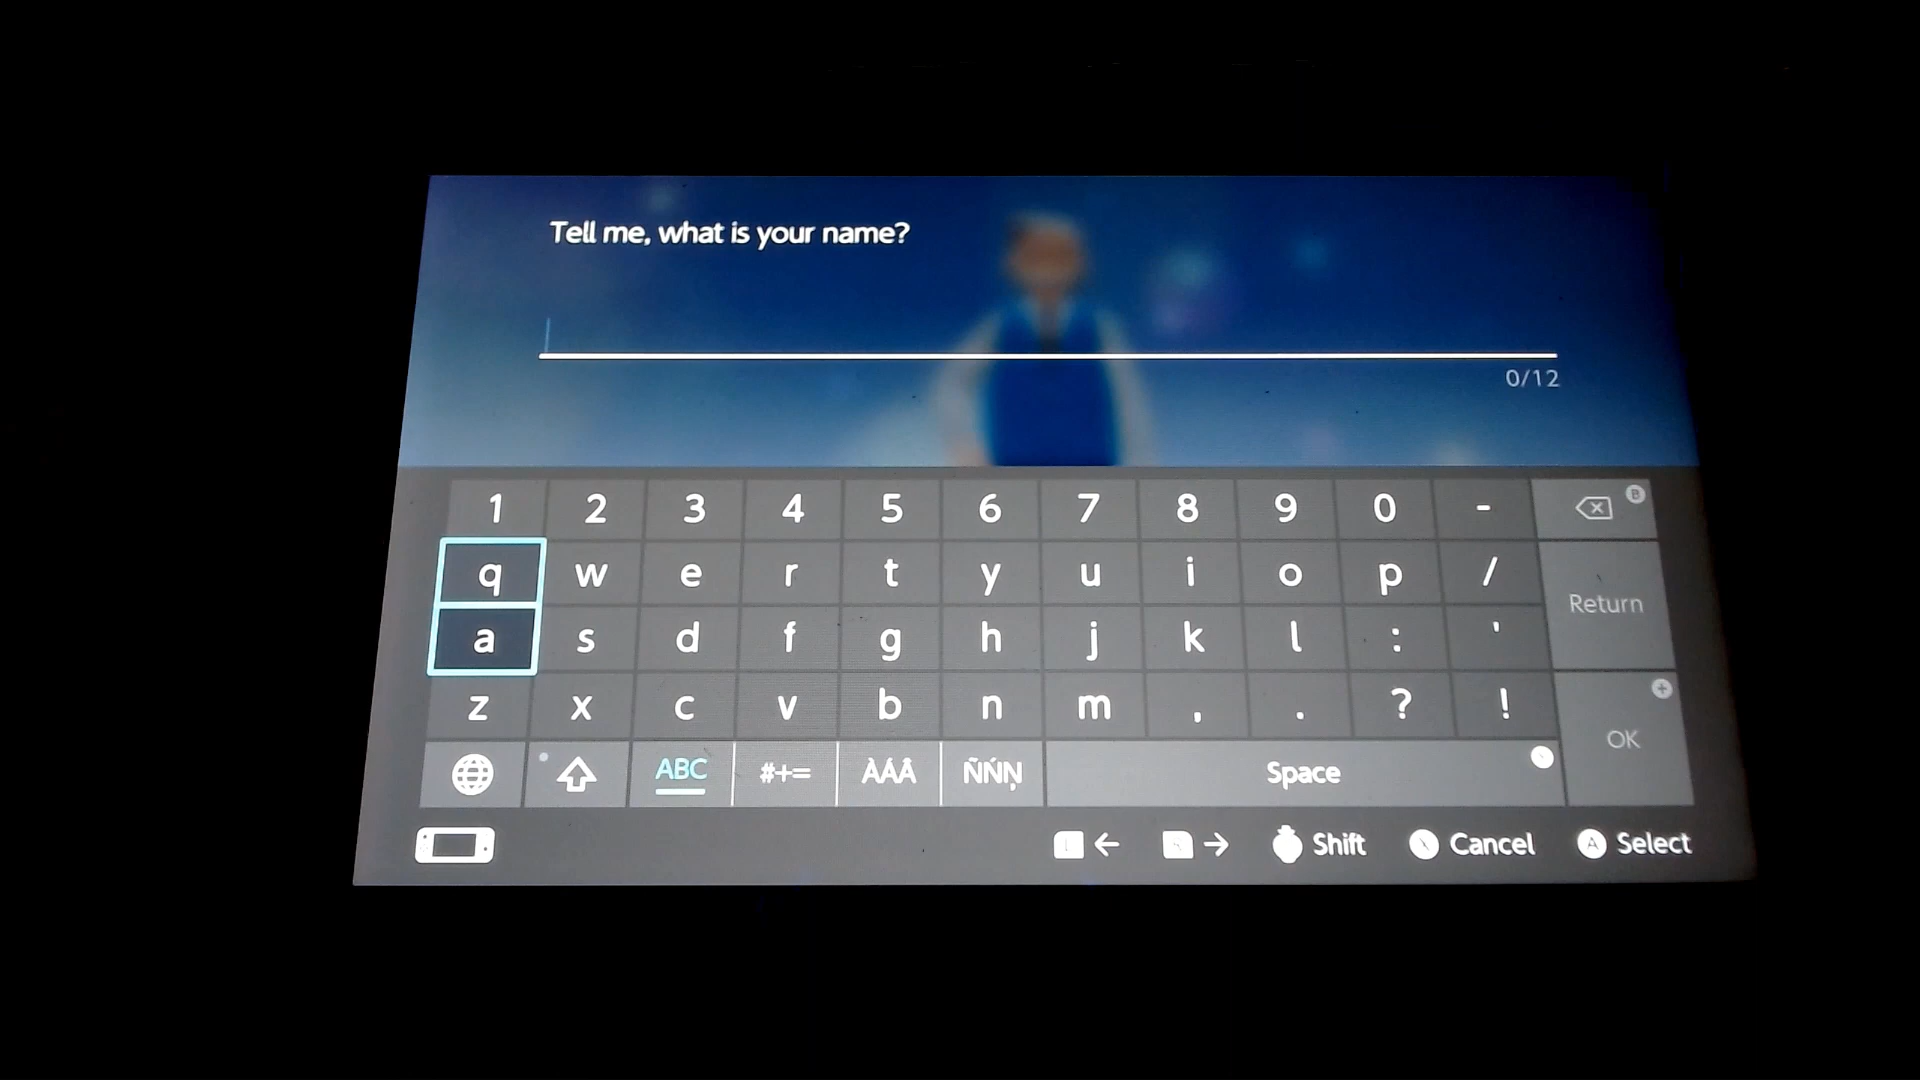 Tell me, what is your name?
0/12
1 2 3 4 5 6 7 8 9 0 - B
q w e r t y u i o p /
Return
a s d f g h j k l : '
z x c v b n m , . ? ! +
OK
ABC #+= ÀÁÂ ÑŃŅ Space
L ← R → Shift Cancel A Select